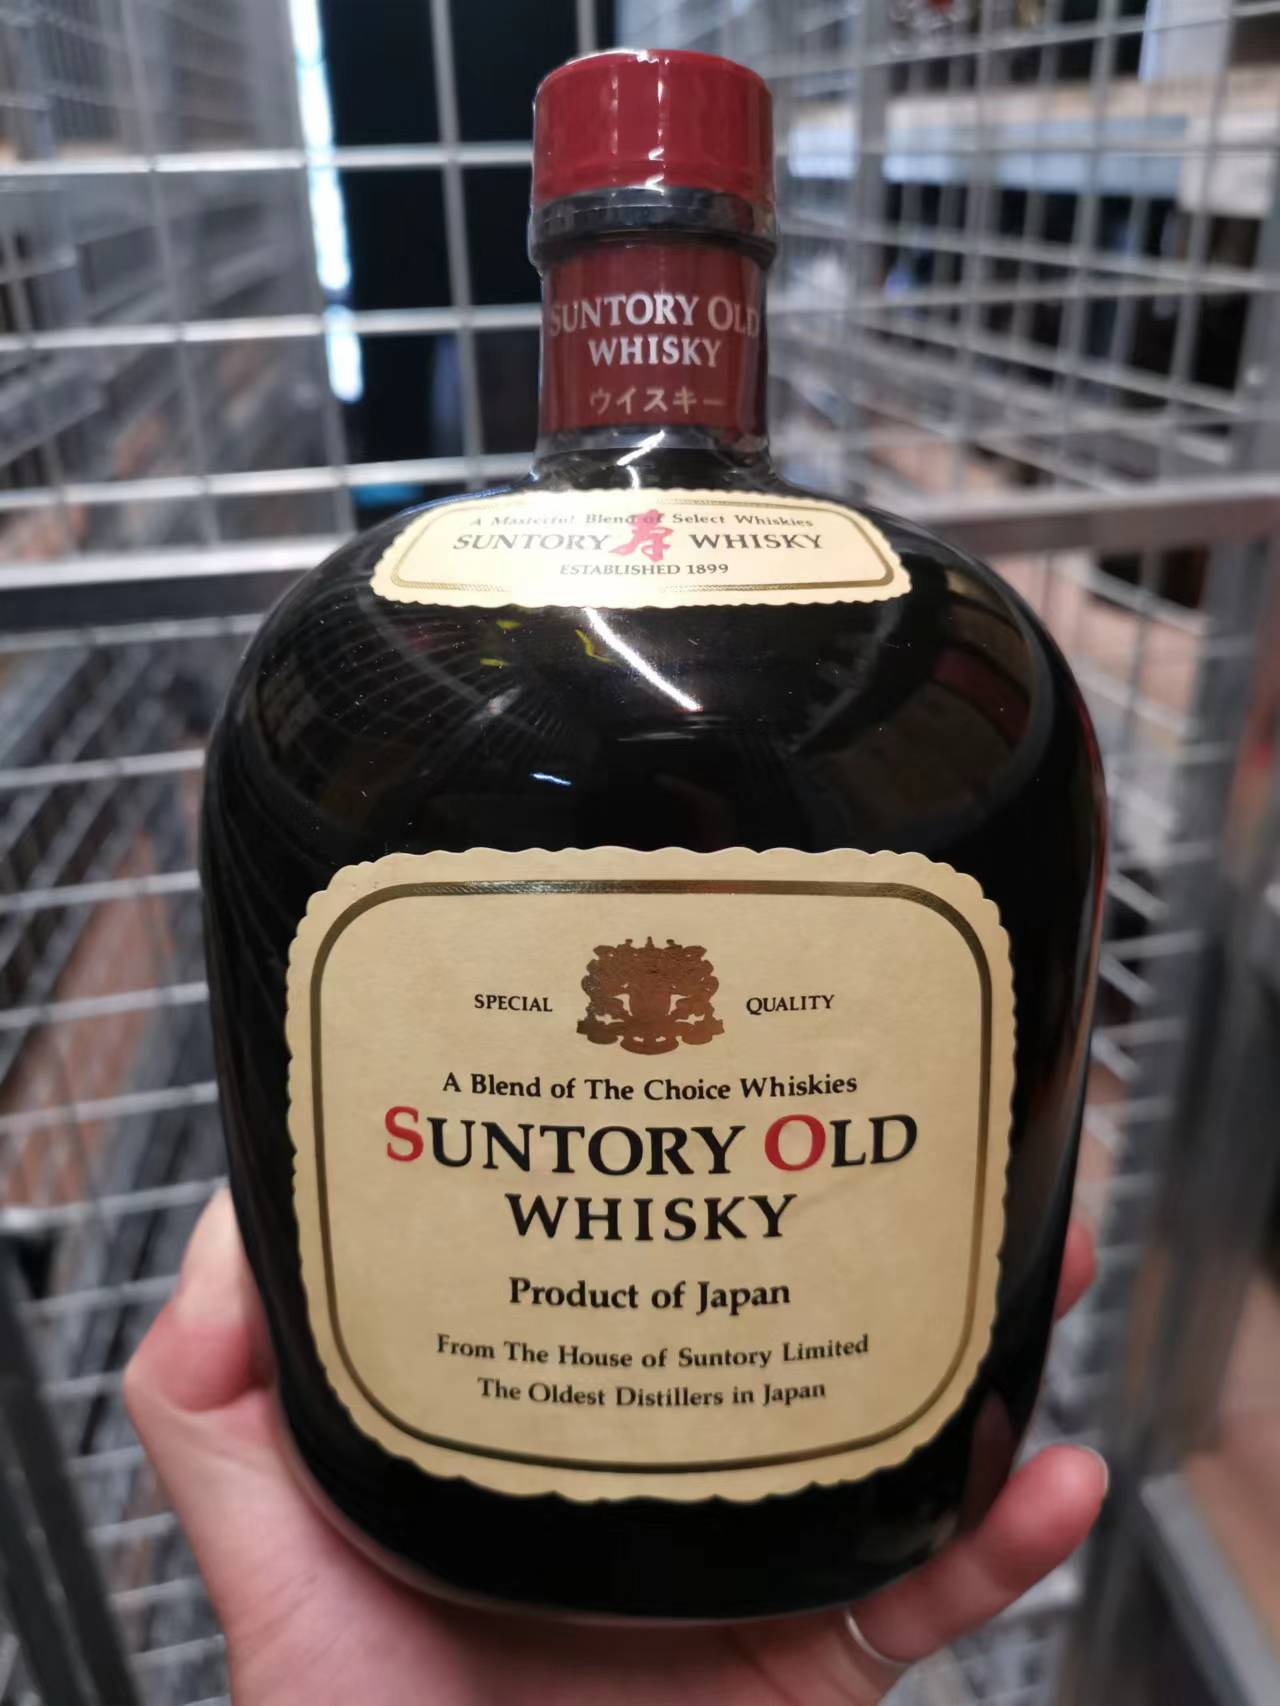 SUNTORY OLD
WHISKY
ウイスキー
A Masterful Blend of Select Whiskies
SUNTORY 寿 WHISKY
ESTABLISHED 1899
SPECIAL QUALITY
A Blend of The Choice Whiskies
SUNTORY OLD
WHISKY
Product of Japan
From The House of Suntory Limited
The Oldest Distillers in Japan